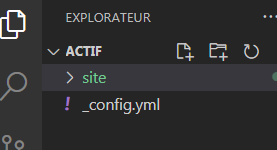 EXPLORATEUR
ACTIF
site
! _config.yml